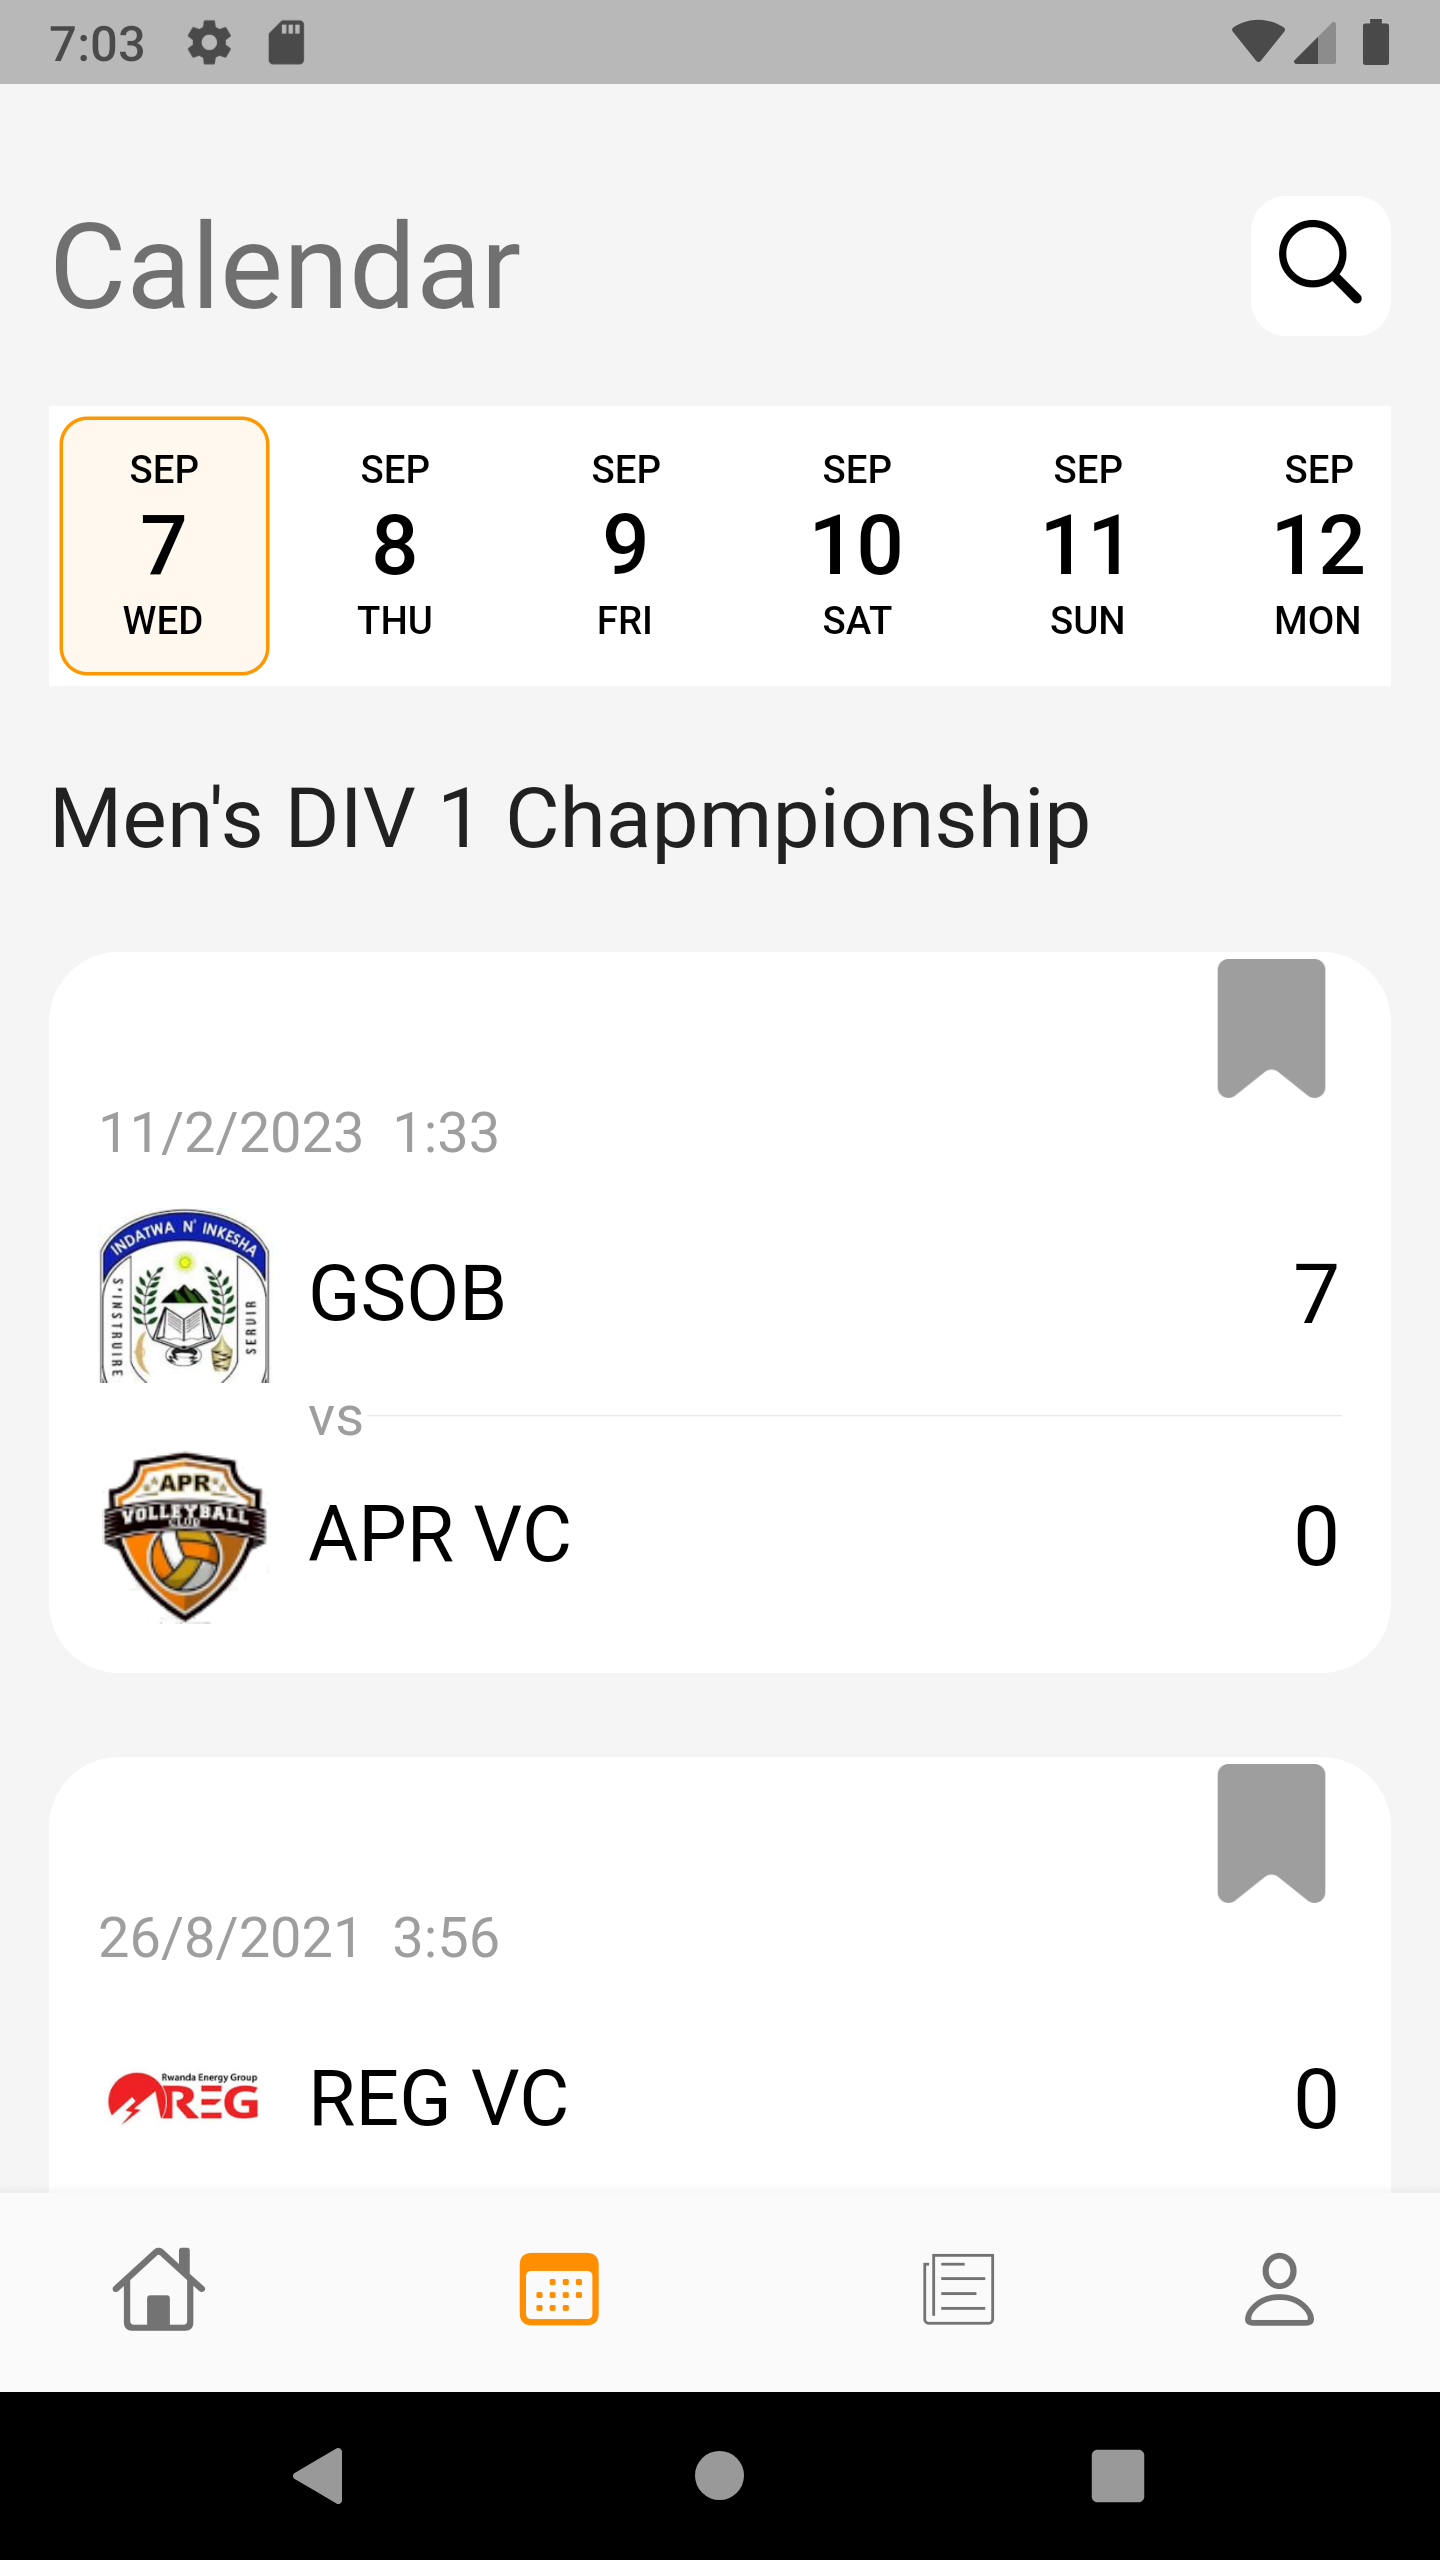 7:03
Calendar
SEP SEP SEP SEP SEP SEP
7 8 9 10 11 12
WED THU FRI SAT SUN MON
Men's DIV 1 Chapmpionship
11/2/2023 1:33
INDATWA N' INKESHA
S'INSTRUIRE
SERVIR
GSOB 7
vs
APR
VOLLEYBALL
CLUB
APR VC 0
26/8/2021 3:56
Rwanda Energy Group
REG
REG VC 0